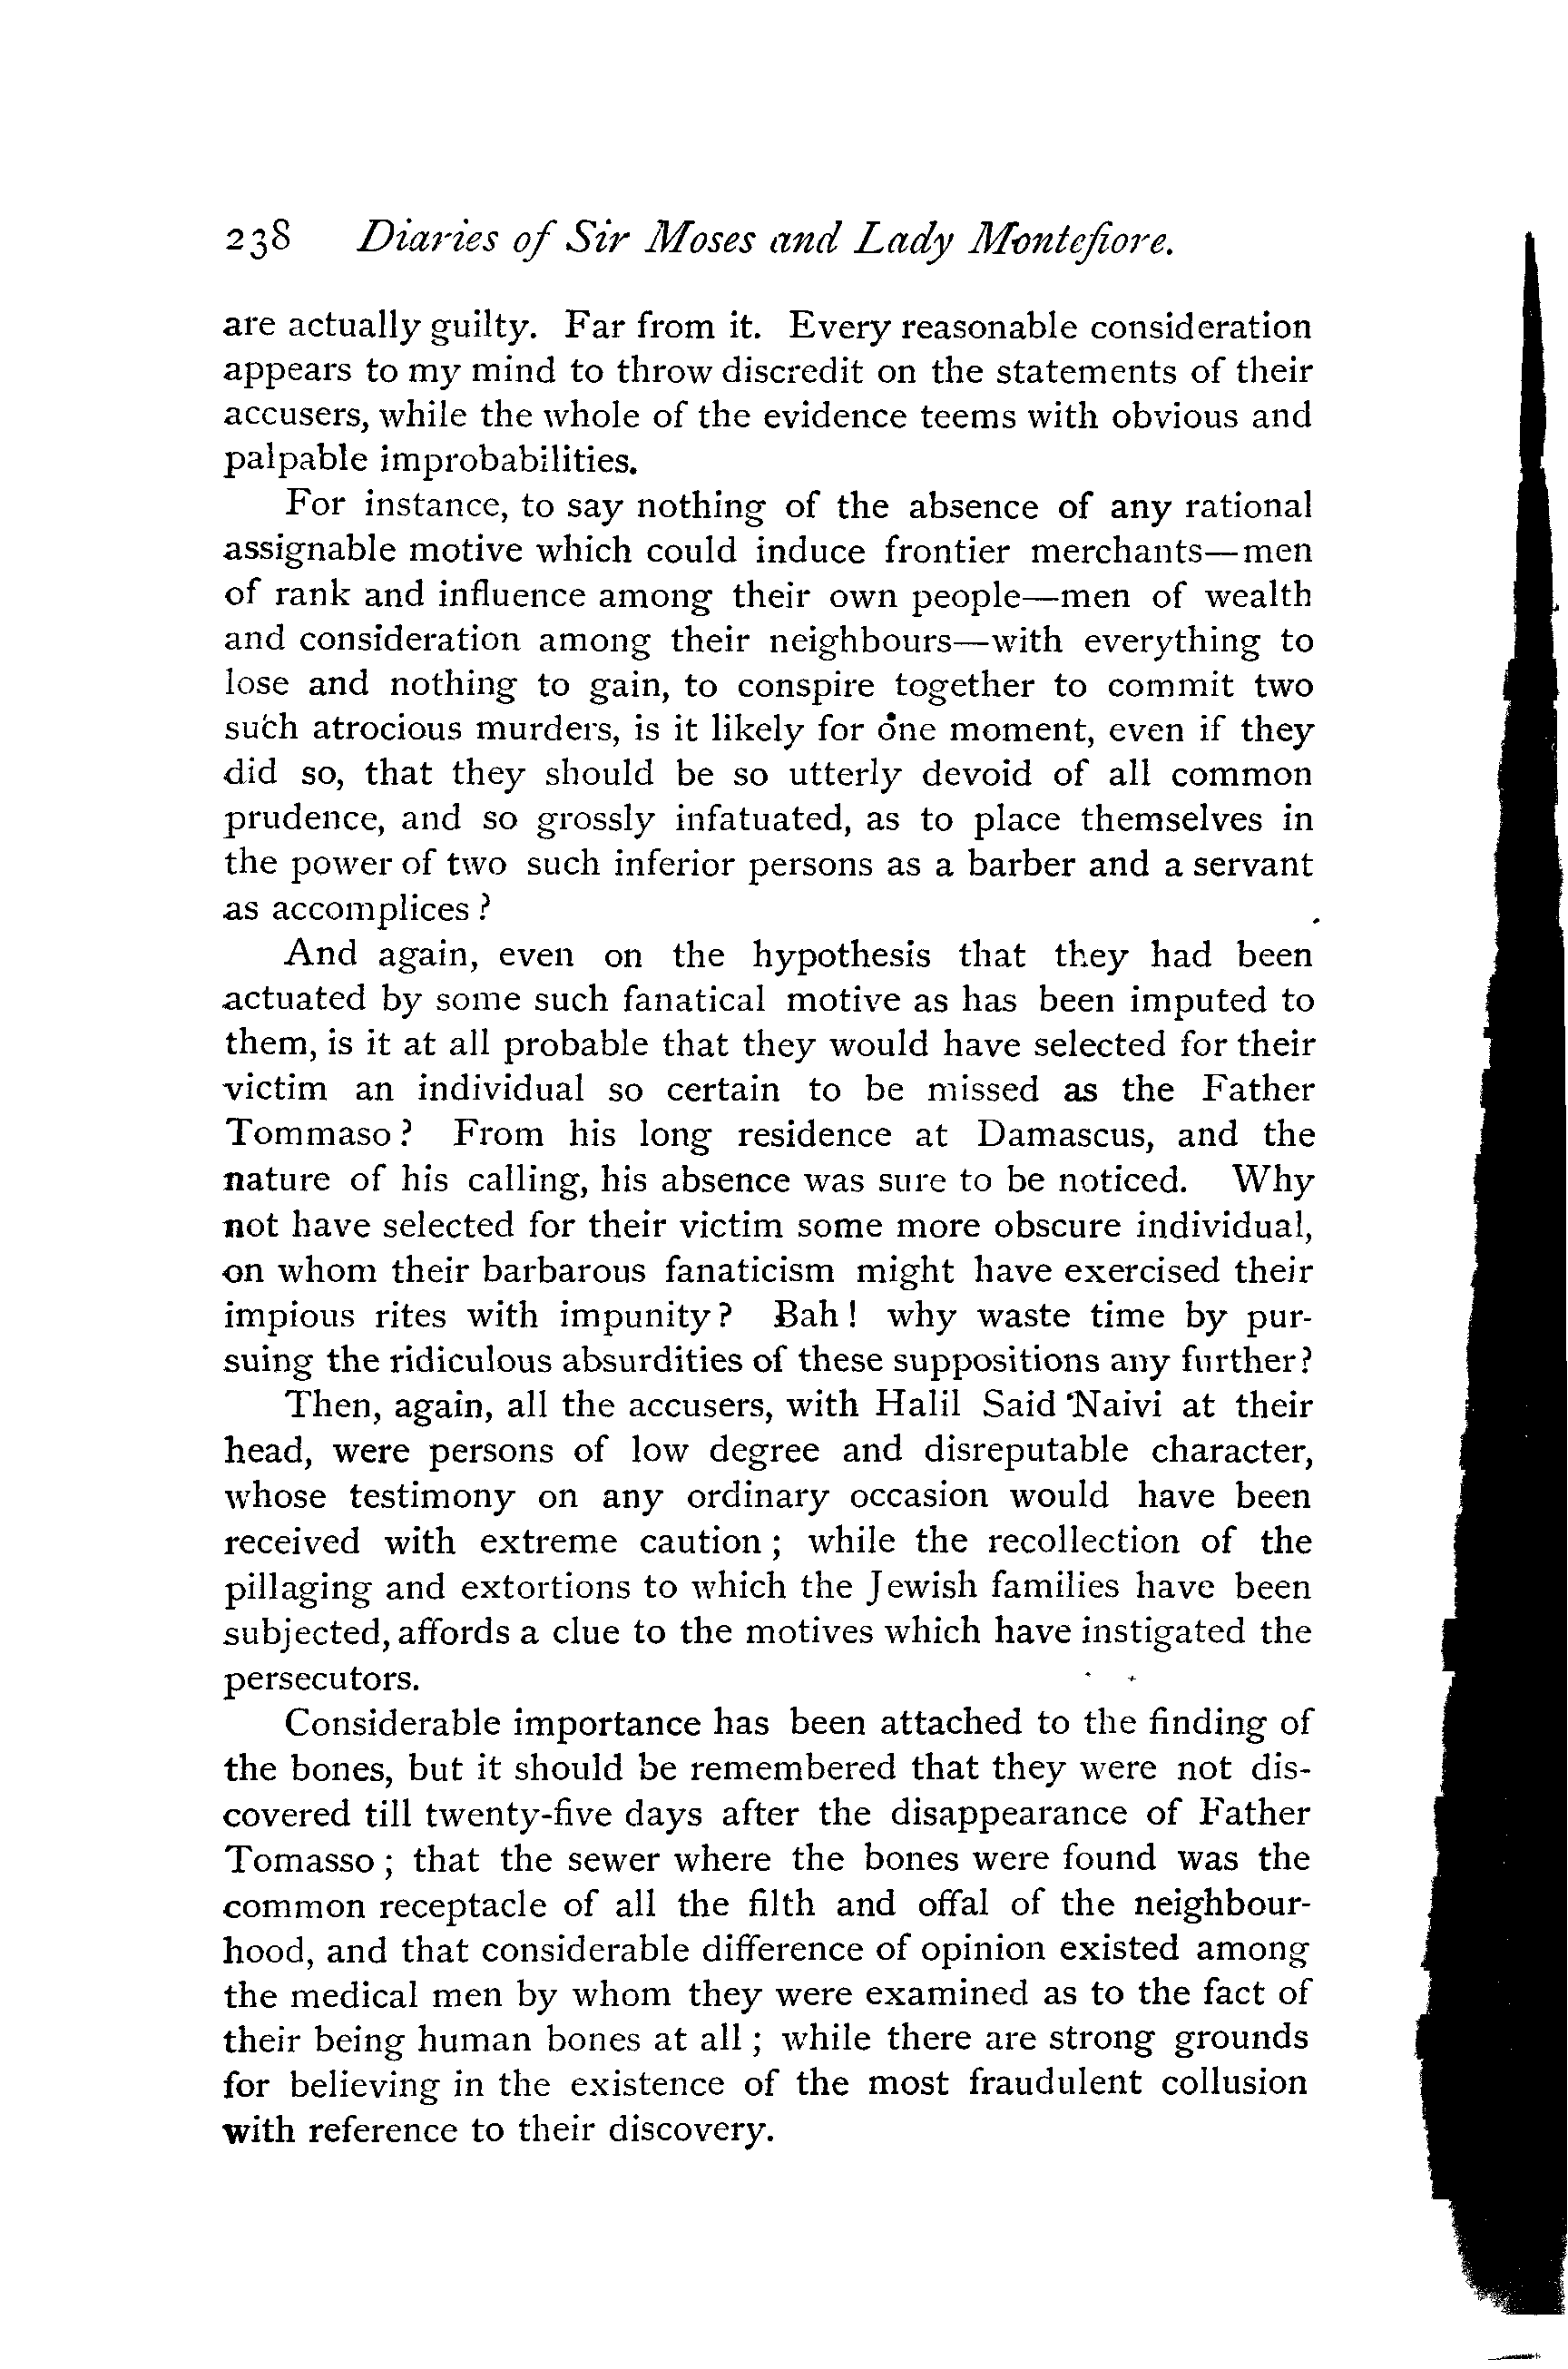 238 Diaries of Sir Moses and Lady Montefiore.
are actually guilty. Far from it. Every reasonable consideration
appears to my mind to throw discredit on the statements of their
accusers, while the whole of the evidence teems with obvious and
palpable improbabilities.
For instance, to say nothing of the absence of any rational
assignable motive which could induce frontier merchants—men
of rank and influence among their own people—men of wealth
and consideration among their neighbours—with everything to
lose and nothing to gain, to conspire together to commit two
such atrocious murders, is it likely for one moment, even if they
did so, that they should be so utterly devoid of all common
prudence, and so grossly infatuated, as to place themselves in
the power of two such inferior persons as a barber and a servant
as accomplices ?
And again, even on the hypothesis that they had been
actuated by some such fanatical motive as has been imputed to
them, is it at all probable that they would have selected for their
victim an individual so certain to be missed as the Father
Tommaso ? From his long residence at Damascus, and the
nature of his calling, his absence was sure to be noticed. Why
not have selected for their victim some more obscure individual,
on whom their barbarous fanaticism might have exercised their
impious rites with impunity ? Bah ! why waste time by pur-
suing the ridiculous absurdities of these suppositions any further?
Then, again, all the accusers, with Halil Said 'Naivi at their
head, were persons of low degree and disreputable character,
whose testimony on any ordinary occasion would have been
received with extreme caution ; while the recollection of the
pillaging and extortions to which the Jewish families have been
subjected, affords a clue to the motives which have instigated the
persecutors.
Considerable importance has been attached to the finding of
the bones, but it should be remembered that they were not dis-
covered till twenty-five days after the disappearance of Father
Tomasso ; that the sewer where the bones were found was the
common receptacle of all the filth and offal of the neighbour-
hood, and that considerable difference of opinion existed among
the medical men by whom they were examined as to the fact of
their being human bones at all ; while there are strong grounds
for believing in the existence of the most fraudulent collusion
with reference to their discovery.